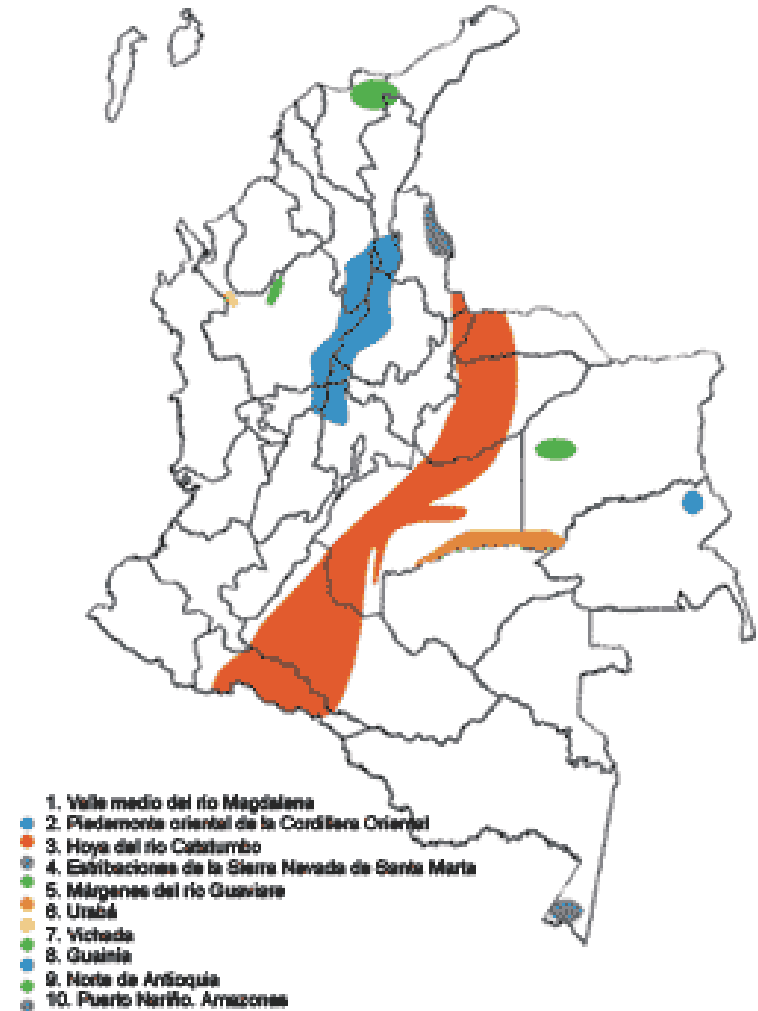 1. Valle medio del río Magdalena
2. Piedemonte oriental de la Cordillera Oriental
3. Hoya del río Catatumbo
4. Estribaciones de la Sierra Nevada de Santa Marta
5. Márgenes del río Guaviare
6. Urabá
7. Vichada
8. Guainía
9. Norte de Antioquia
10. Puerto Nariño. Amazonas